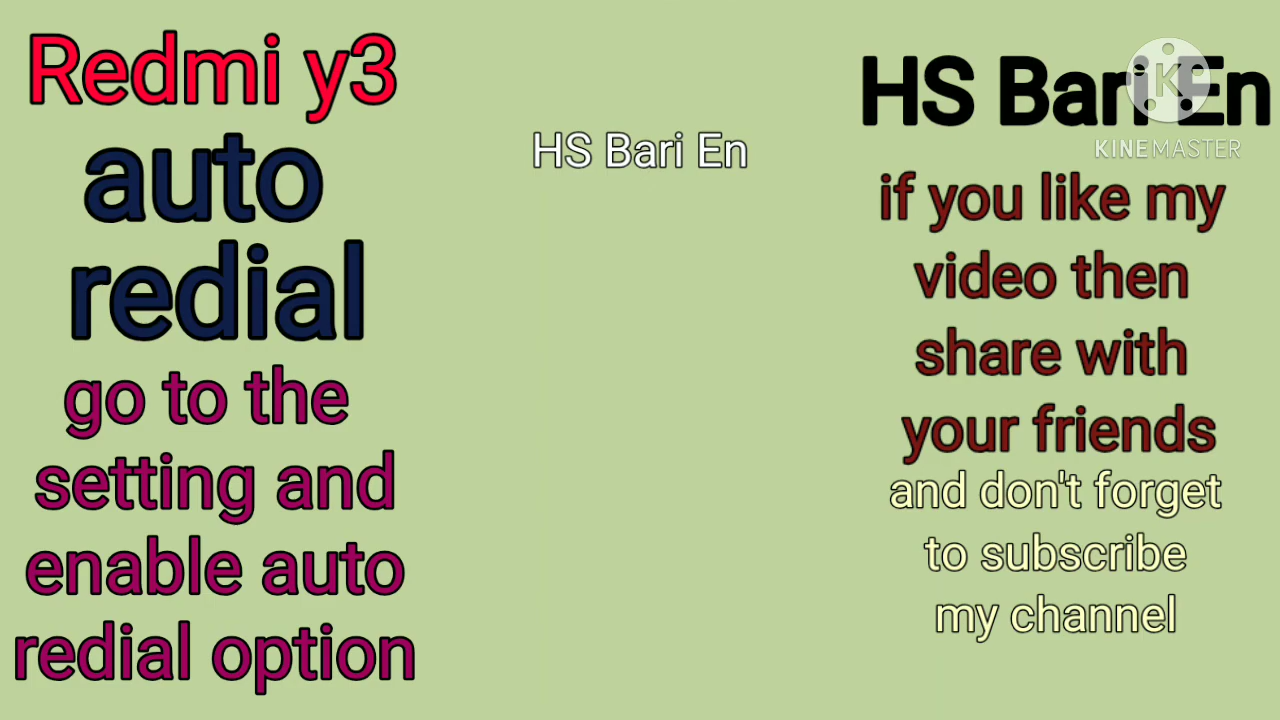 Redmi y3
auto
redial
go to the
setting and
enable auto
redial option
HS Bari En
HS Bari En
KINEMASTER
if you like my
video then
share with
your friends
and don't forget
to subscribe
my channel